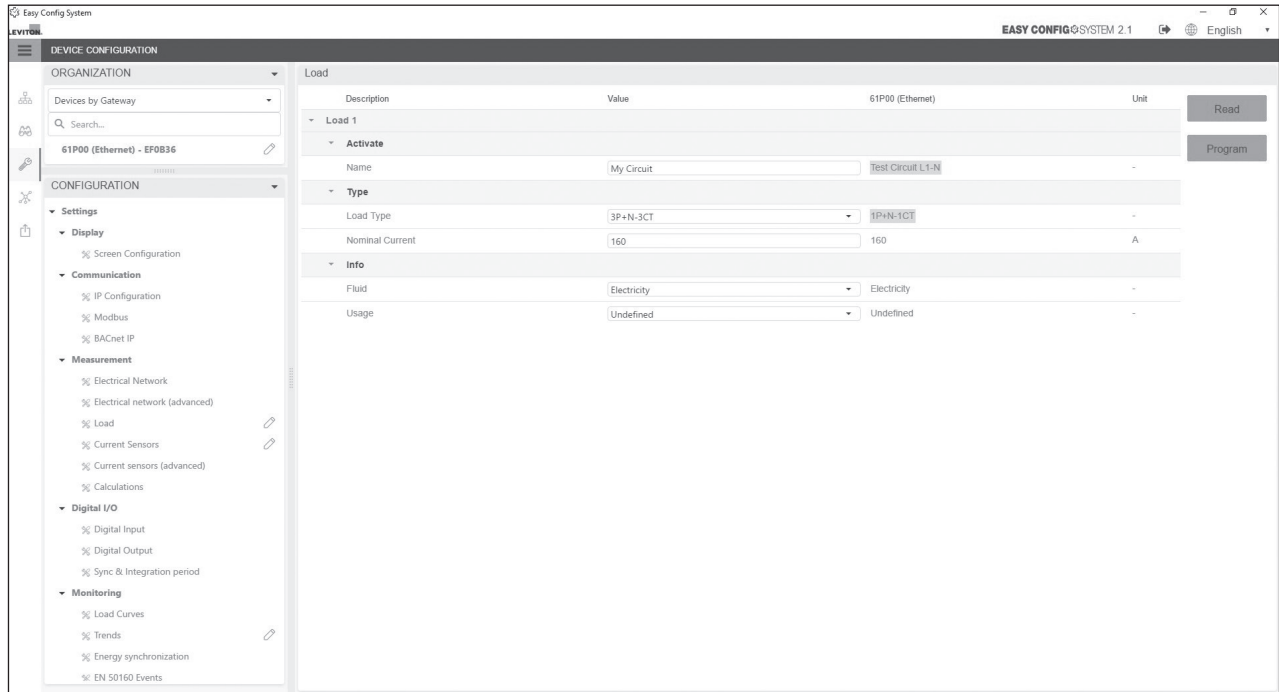 Easy Config System
LEVITON.
EASY CONFIG SYSTEM 2.1 English
DEVICE CONFIGURATION
ORGANIZATION
Devices by Gateway
Search...
61P00 (Ethernet) - EF0B36
CONFIGURATION
Settings
Display
Screen Configuration
Communication
IP Configuration
Modbus
BACnet IP
Measurement
Electrical Network
Electrical network (advanced)
Load
Current Sensors
Current sensors (advanced)
Calculations
Digital I/O
Digital Input
Digital Output
Sync & Integration period
Monitoring
Load Curves
Trends
Energy synchronization
EN 50160 Events
Load
Description Value 61P00 (Ethernet) Unit
Load 1
Activate
Name My Circuit Test Circuit L1-N -
Type
Load Type 3P+N-3CT 1P+N-1CT -
Nominal Current 160 160 A
Info
Fluid Electricity Electricity -
Usage Undefined Undefined -
Read
Program